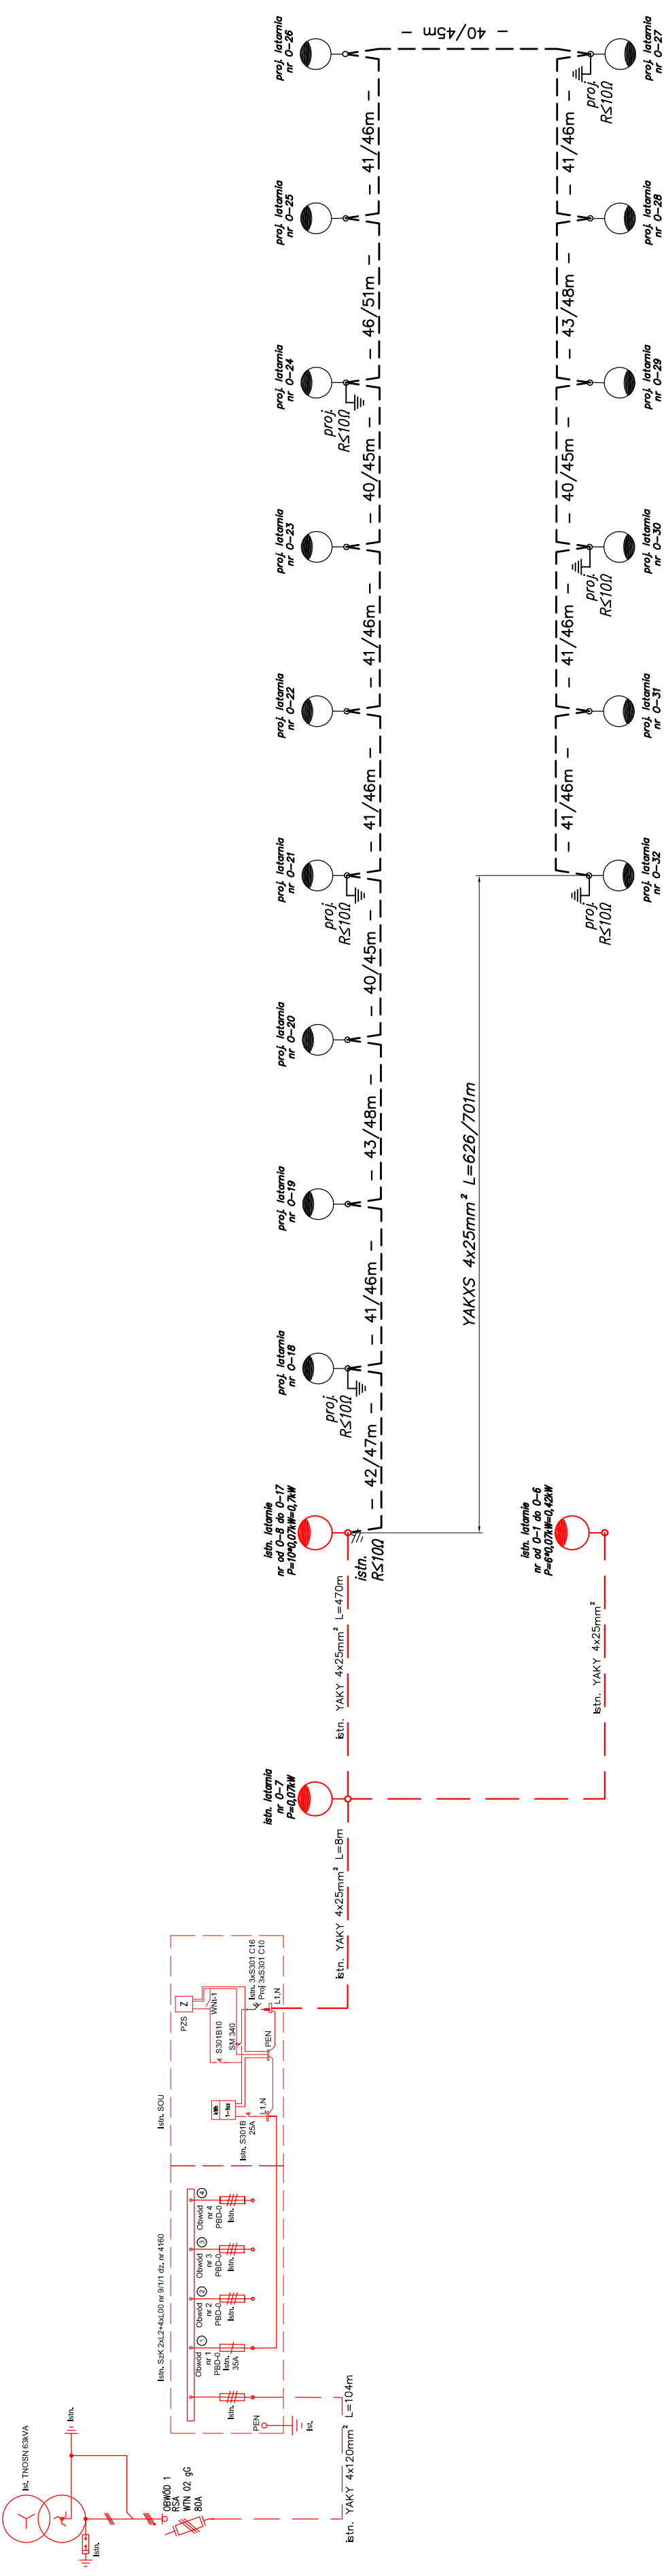 proj. latarnia
nr O-26
- 40/45m -
proj. latarnia
nr O-27
proj.
R≤10Ω
- 41/46m -
- 41/46m -
proj. latarnia
nr O-25
proj. latarnia
nr O-28
- 46/51m -
- 43/48m -
proj. latarnia
nr O-24
proj.
R≤10Ω
proj. latarnia
nr O-29
- 40/45m -
- 40/45m -
proj. latarnia
nr O-23
proj. latarnia
nr O-30
proj.
R≤10Ω
- 41/46m -
- 41/46m -
proj. latarnia
nr O-22
proj. latarnia
nr O-31
- 41/46m -
- 41/46m -
proj. latarnia
nr O-21
proj.
R≤10Ω
proj. latarnia
nr O-32
proj.
R≤10Ω
- 40/45m -
proj. latarnia
nr O-20
- 43/48m -
YAKXS 4x25mm² L=626/701m
proj. latarnia
nr O-19
- 41/46m -
proj. latarnia
nr O-18
proj.
R≤10Ω
- 42/47m -
istn. latarnie
nr od O-8 do O-17
P=10*0,07kW=0,7kW
istn.
R≤10Ω
istn. latarnie
nr od O-1 do O-6
P=6*0,07kW=0,42kW
istn. YAKY 4x25mm² L=470m
istn. YAKY 4x25mm²
istn. latarnia
nr O-7
P=0,07kW
istn. YAKY 4x25mm² L=8m
Istn. SOU
PZS
Z
WNt-1
S301B10
SM 340
Istn. 3xS301 C16
Proj 3xS301 C10
L1,N
PEN
kWh
1-faz
L1,N
Istn. S301B
25A
Istn. SzK 2xL2+4xL00 nr 9/1/1 dz. nr 4160
Obwód
nr 4
4
PBD-0
Istn.
Obwód
nr 3
3
PBD-0
Istn.
Obwód
nr 2
2
PBD-0
Istn.
Obwód
nr 1
1
PBD-0
Istn.
35A
Istn.
PEN
Ist.
istn. YAKY 4x120mm² L=104m
Ist. TNOSN 63kVA
Istn.
OBWÓD 1
RSA
WTN 02 gG
80A
Istn.